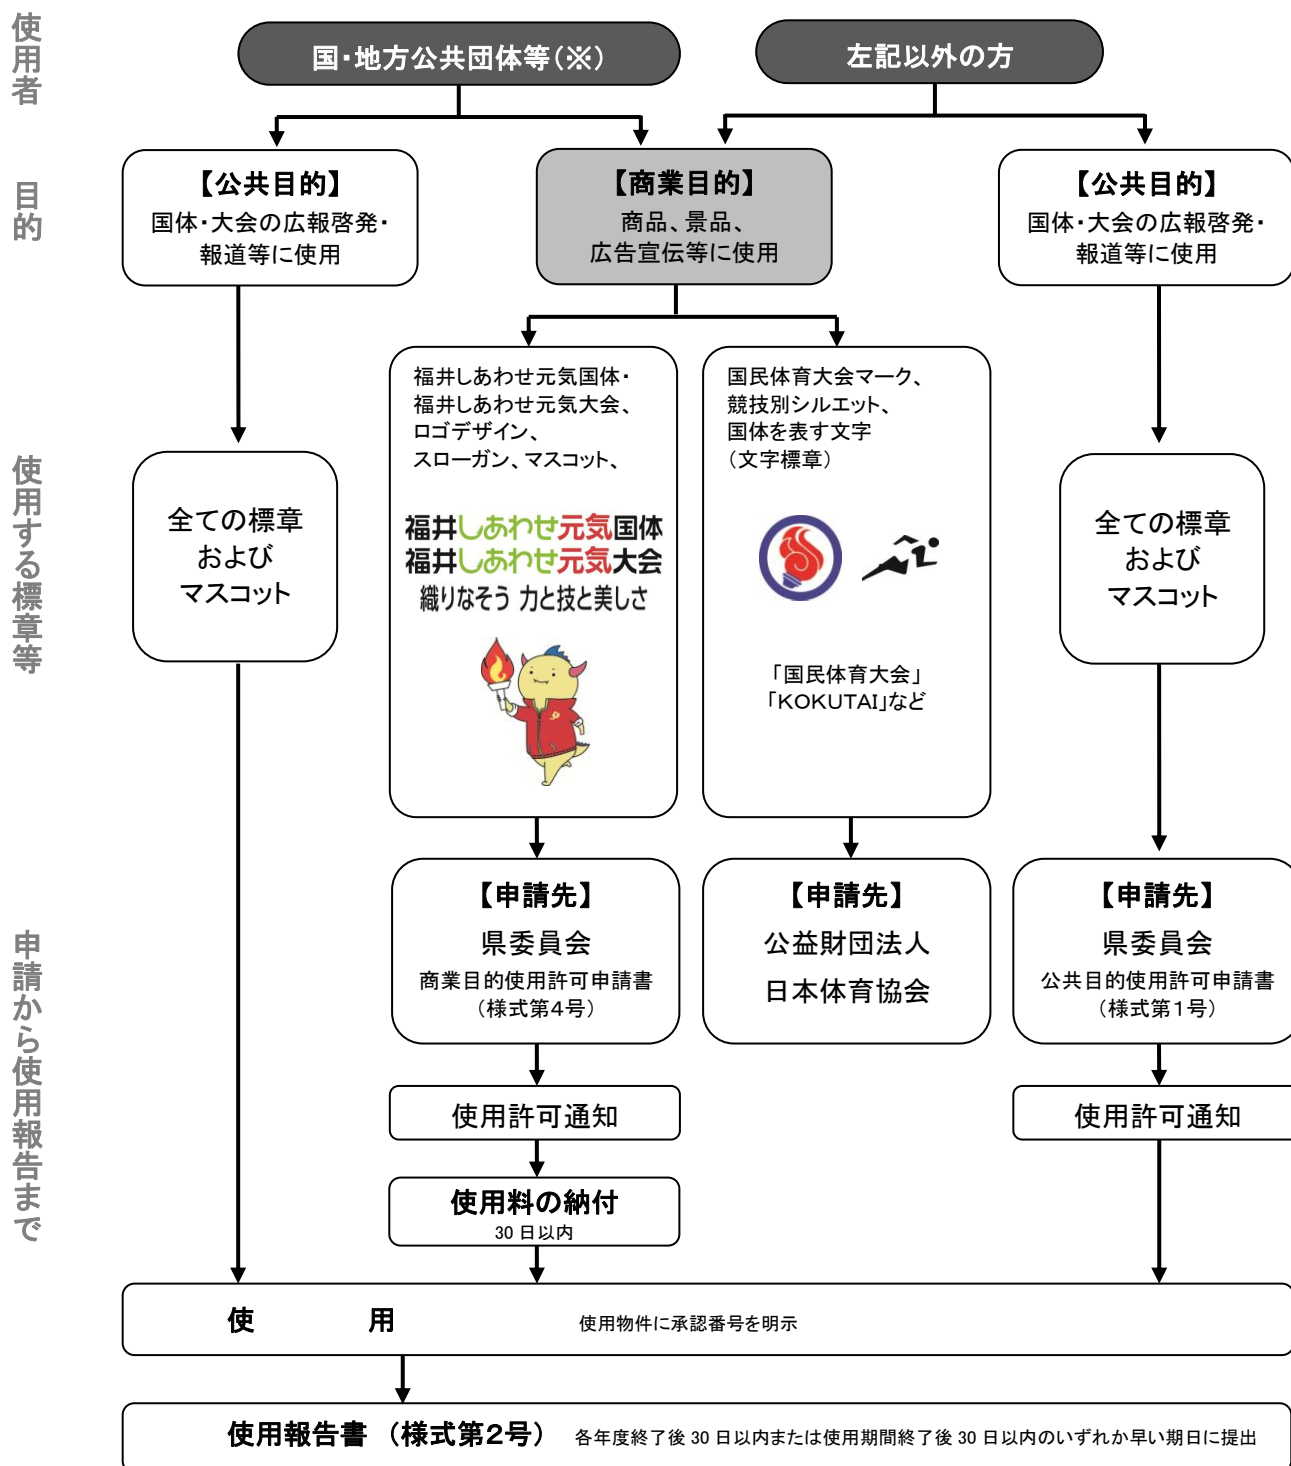 使用者
国・地方公共団体等(※)
左記以外の方
目的
【公共目的】
国体・大会の広報啓発・
報道等に使用
【商業目的】
商品、景品、
広告宣伝等に使用
【公共目的】
国体・大会の広報啓発・
報道等に使用
使用する標章等
全ての標章
および
マスコット
福井しあわせ元気国体・
福井しあわせ元気大会、
ロゴデザイン、
スローガン、マスコット、
福井しあわせ元気国体
福井しあわせ元気大会
織りなそう 力と技と美しさ
国民体育大会マーク、
競技別シルエット、
国体を表す文字
(文字標章)
「国民体育大会」
「KOKUTAI」など
全ての標章
および
マスコット
申請から使用報告まで
【申請先】
県委員会
商業目的使用許可申請書
(様式第4号)
【申請先】
公益財団法人
日本体育協会
【申請先】
県委員会
公共目的使用許可申請書
(様式第1号)
使用許可通知
使用許可通知
使用料の納付
30 日以内
使　　　　用　　　　使用物件に承認番号を明示
使用報告書 (様式第2号) 各年度終了後 30 日以内または使用期間終了後 30 日以内のいずれか早い期日に提出